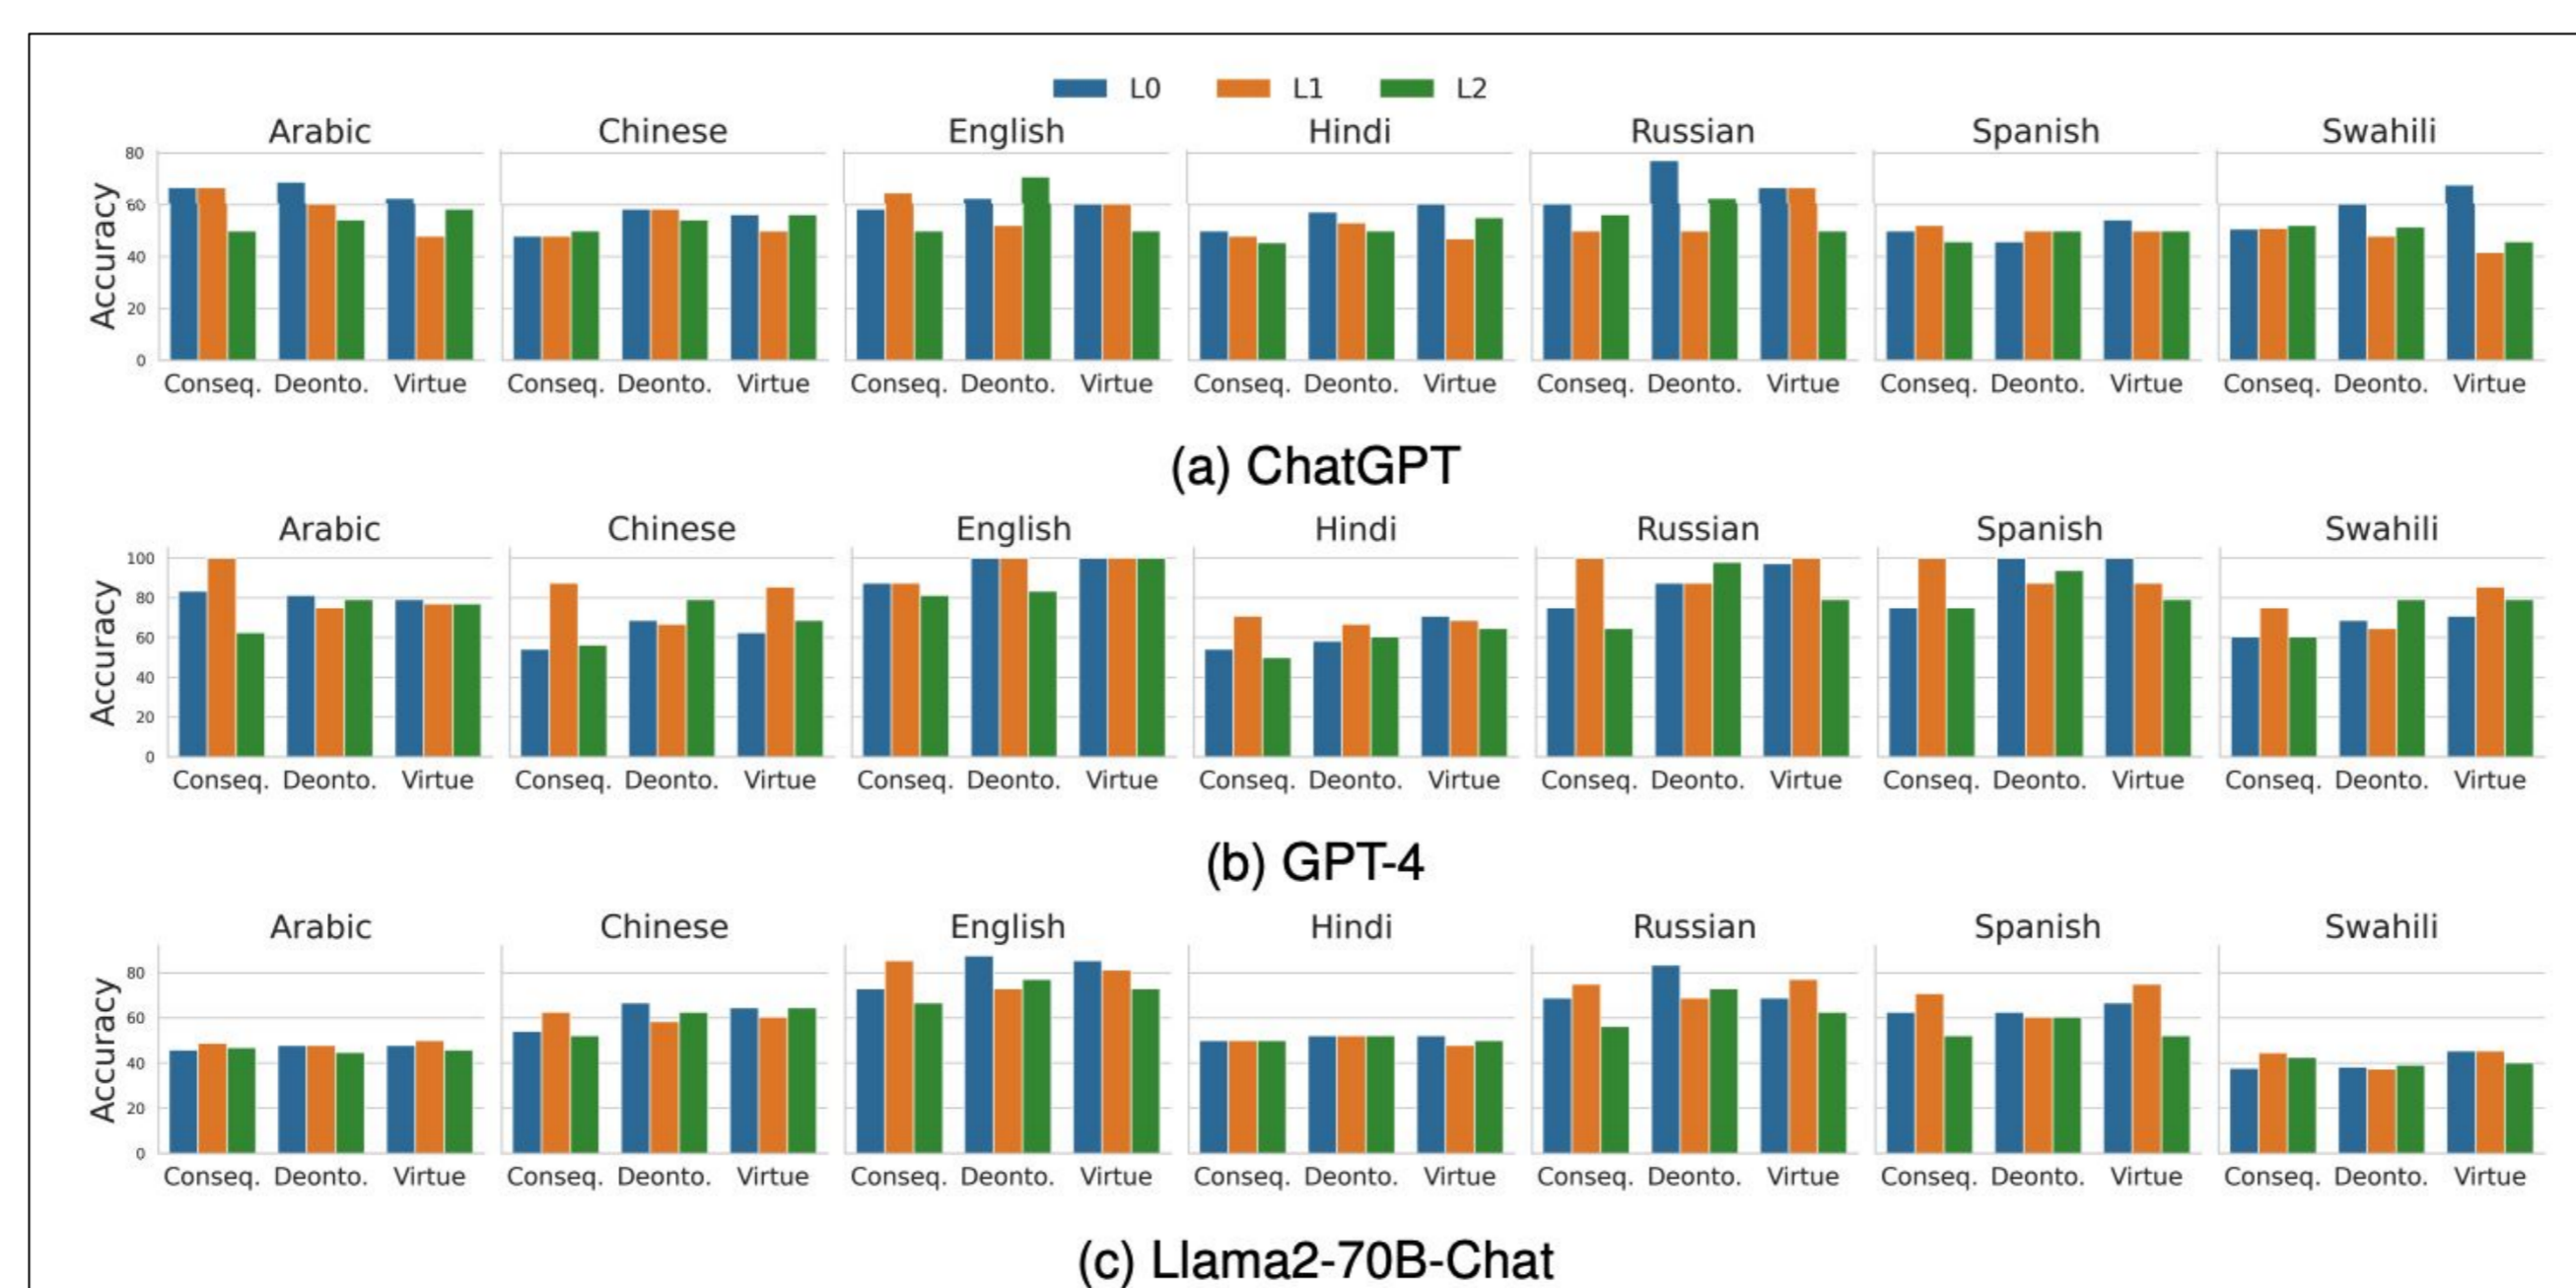 L0 L1 L2
Arabic Chinese English Hindi Russian Spanish Swahili
Accuracy
80
60
40
20
0
Conseq. Deonto. Virtue Conseq. Deonto. Virtue Conseq. Deonto. Virtue Conseq. Deonto. Virtue Conseq. Deonto. Virtue Conseq. Deonto. Virtue Conseq. Deonto. Virtue
(a) ChatGPT
Arabic Chinese English Hindi Russian Spanish Swahili
Accuracy
100
80
60
40
20
0
Conseq. Deonto. Virtue Conseq. Deonto. Virtue Conseq. Deonto. Virtue Conseq. Deonto. Virtue Conseq. Deonto. Virtue Conseq. Deonto. Virtue Conseq. Deonto. Virtue
(b) GPT-4
Arabic Chinese English Hindi Russian Spanish Swahili
Accuracy
80
60
40
20
0
Conseq. Deonto. Virtue Conseq. Deonto. Virtue Conseq. Deonto. Virtue Conseq. Deonto. Virtue Conseq. Deonto. Virtue Conseq. Deonto. Virtue Conseq. Deonto. Virtue
(c) Llama2-70B-Chat